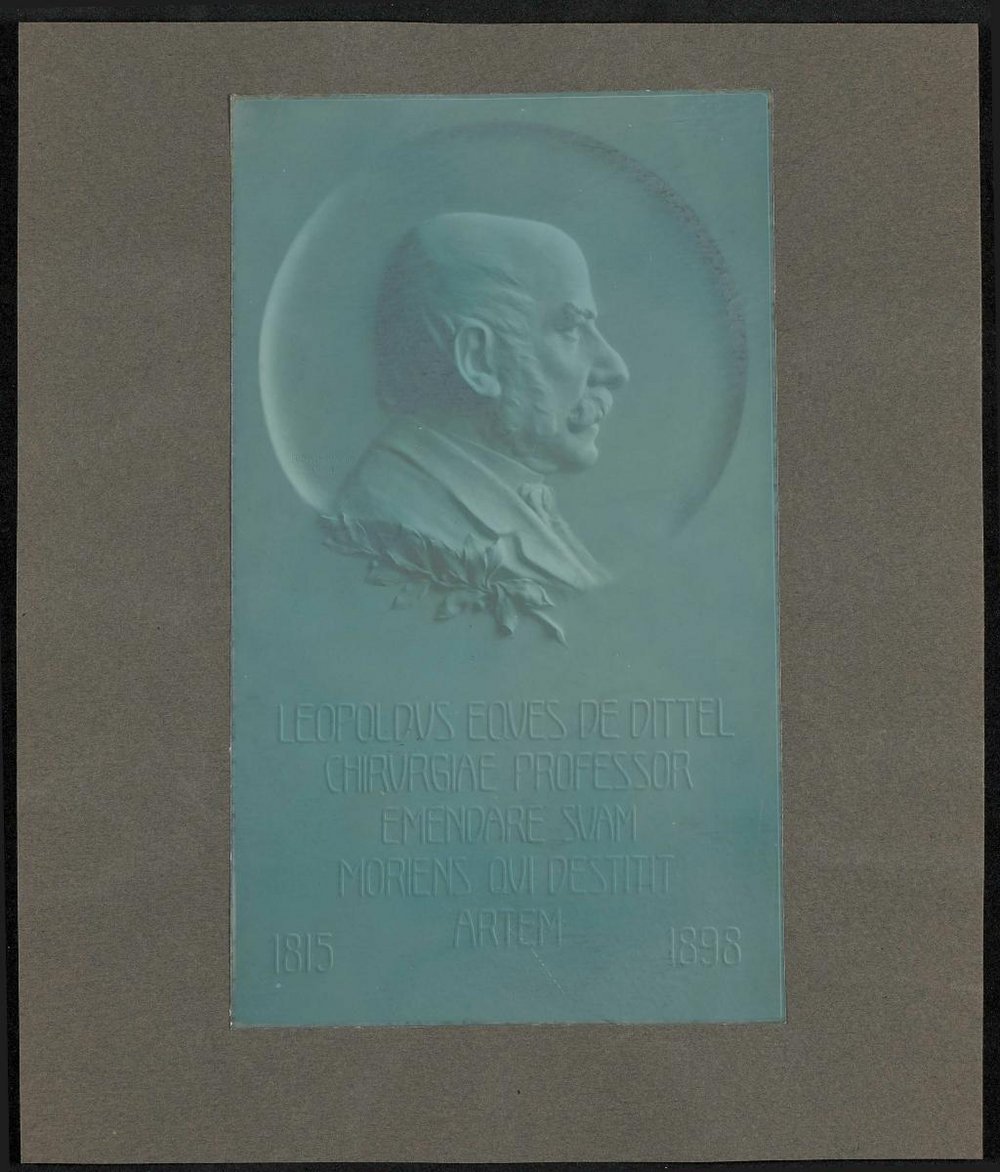 LEOPOLDVS EQVES DE DITTEL
CHIRVRGIAE PROFESSOR
EMENDARE SVAM
MORIENS QVI DESTITIT
ARTEM
1815 1898